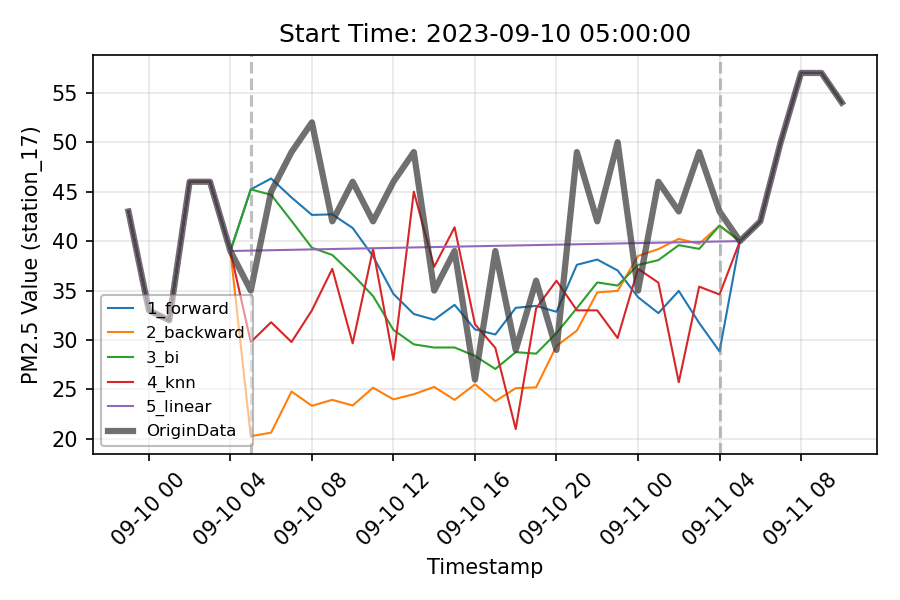 Start Time: 2023-09-10 05:00:00
PM2.5 Value (station_17)
55
50
45
40
35
30
25
20
1_forward
2_backward
3_bi
4_knn
5_linear
OriginData
09-10 00
09-10 04
09-10 08
09-10 12
09-10 16
09-10 20
09-11 00
09-11 04
09-11 08
Timestamp